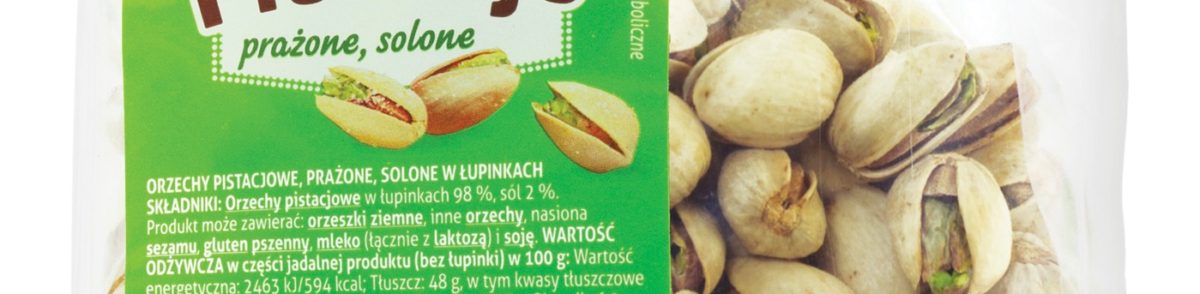 prażone, solone
boliczne
ORZECHY PISTACJOWE, PRAŻONE, SOLONE W ŁUPINKACH
SKŁADNIKI: Orzechy pistacjowe w łupinkach 98 %, sól 2 %.
Produkt może zawierać: orzeszki ziemne, inne orzechy, nasiona
sezamu, gluten pszenny, mleko (łącznie z laktozą) i soję. WARTOŚĆ
ODŻYWCZA w części jadalnej produktu (bez łupinki) w 100 g: Wartość
energetyczna: 2463 kJ/594 kcal; Tłuszcz: 48 g, w tym kwasy tłuszczowe